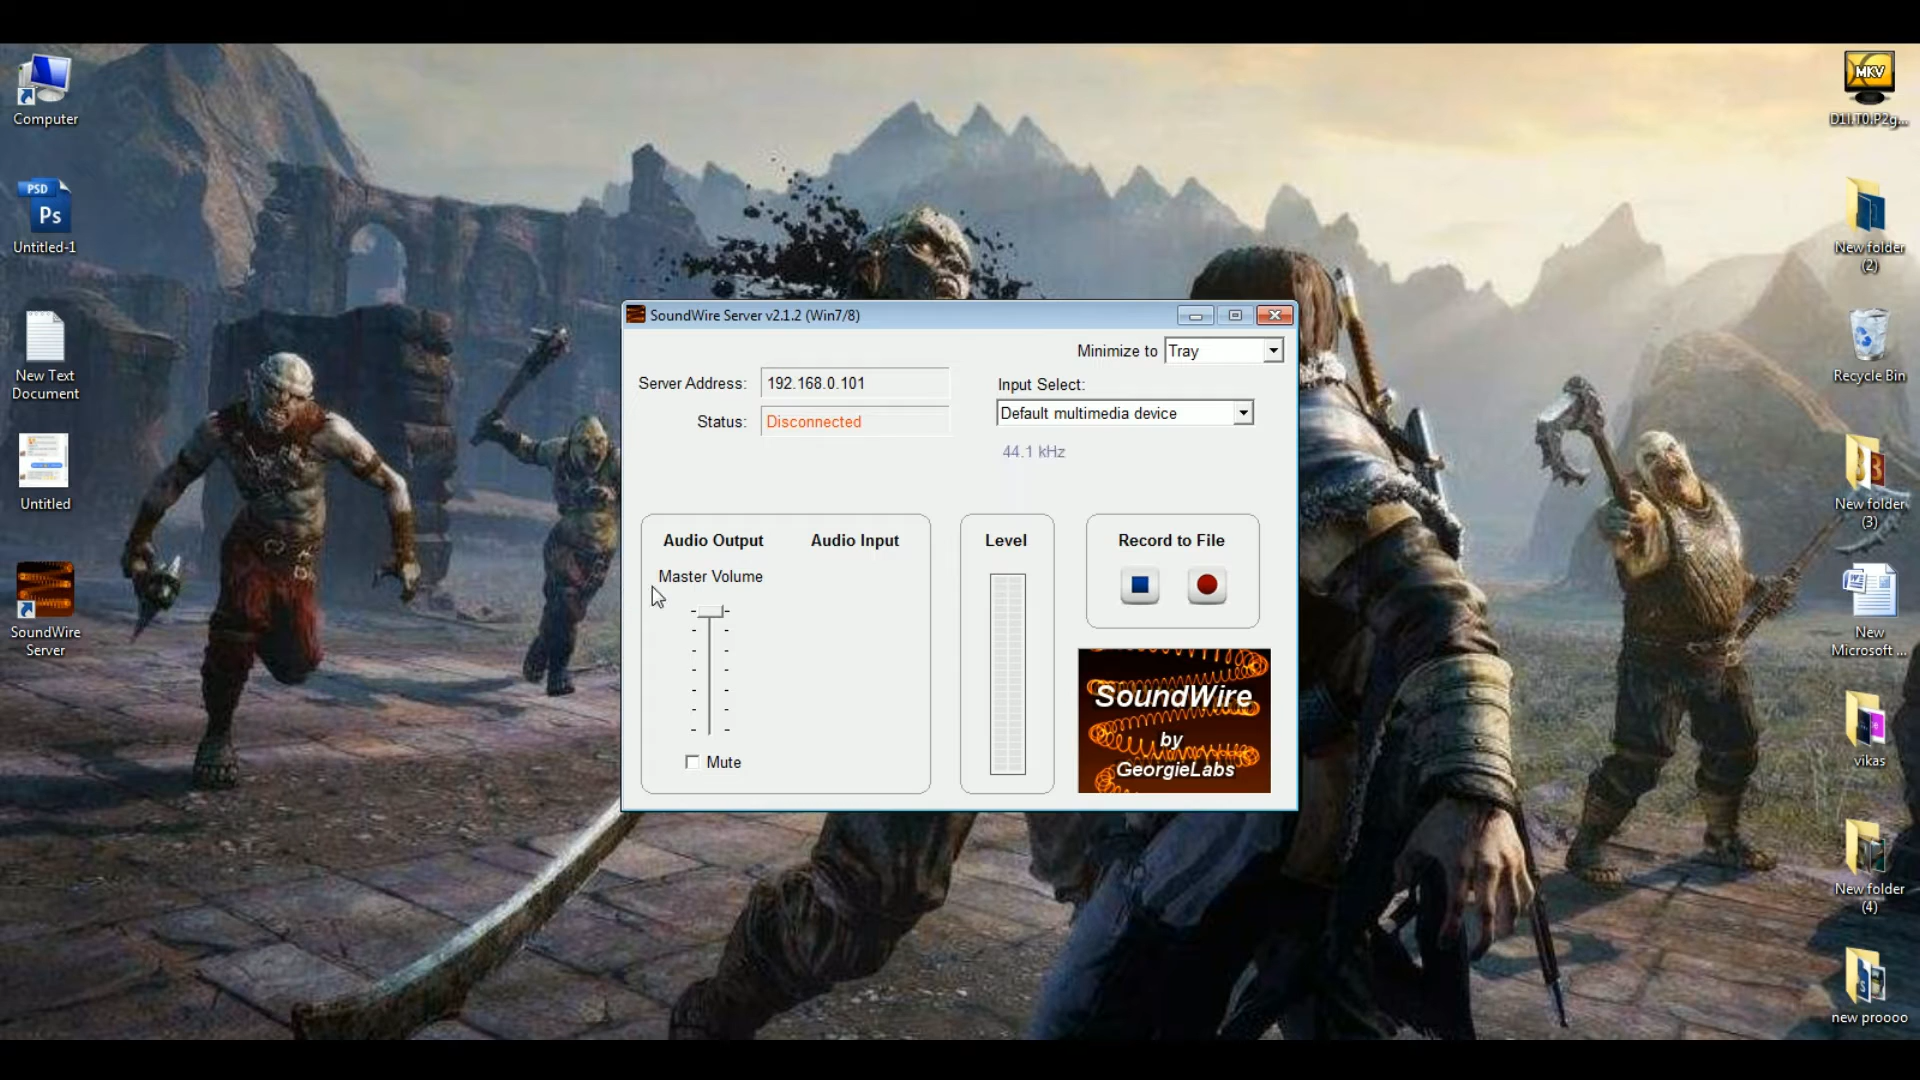 Computer
PSD
Ps
Untitled-1
New Text
Document
Untitled
SoundWire
Server
SoundWire Server v2.1.2 (Win7/8)
Minimize to
Tray
Server Address:
192.168.0.101
Input Select:
Default multimedia device
Status:
Disconnected
44.1 kHz
Audio Output
Audio Input
Level
Record to File
Master Volume
Mute
SoundWire
by
GeorgieLabs
MKV
New folder
(2)
Recycle Bin
New folder
(3)
New
Microsoft ...
vikas
New folder
(4)
new proooo